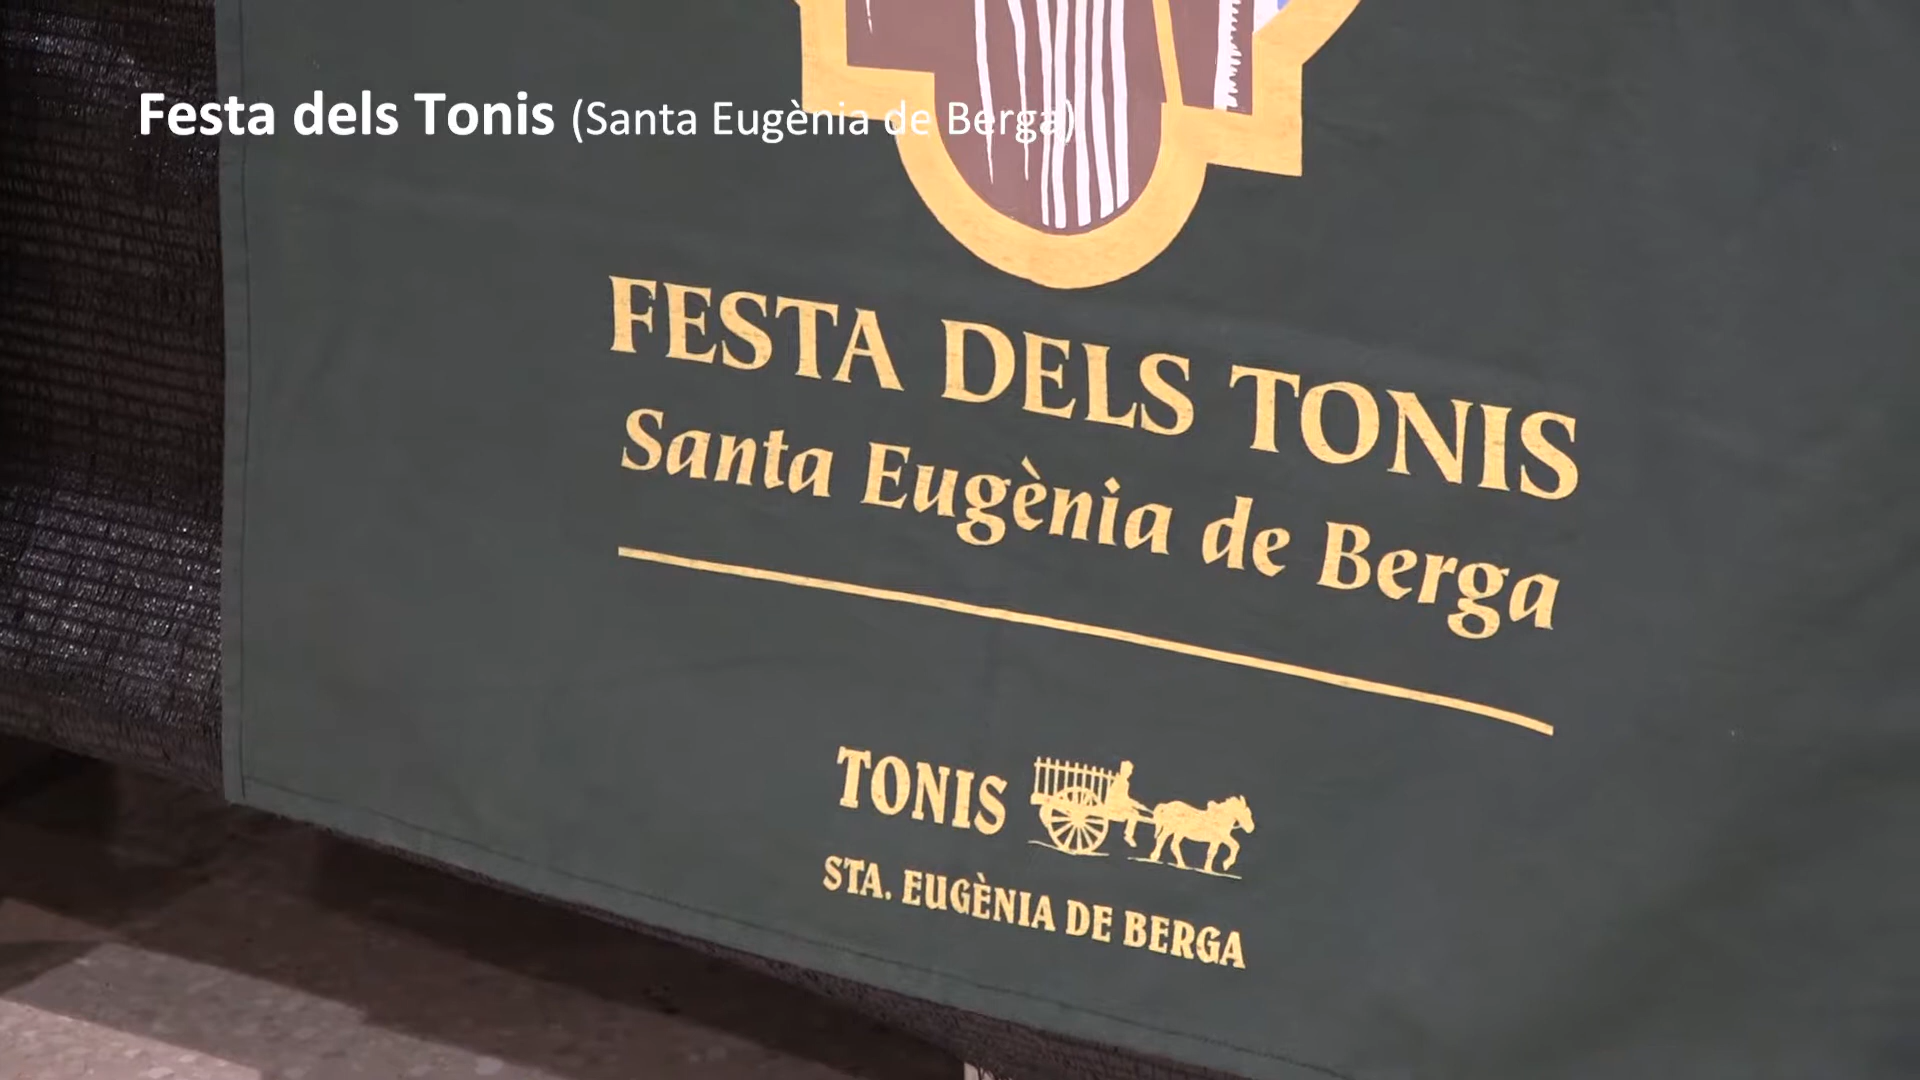 Festa dels Tonis (Santa Eugènia de Berga)
FESTA DELS TONIS
Santa Eugènia de Berga
TONIS
STA. EUGÈNIA DE BERGA